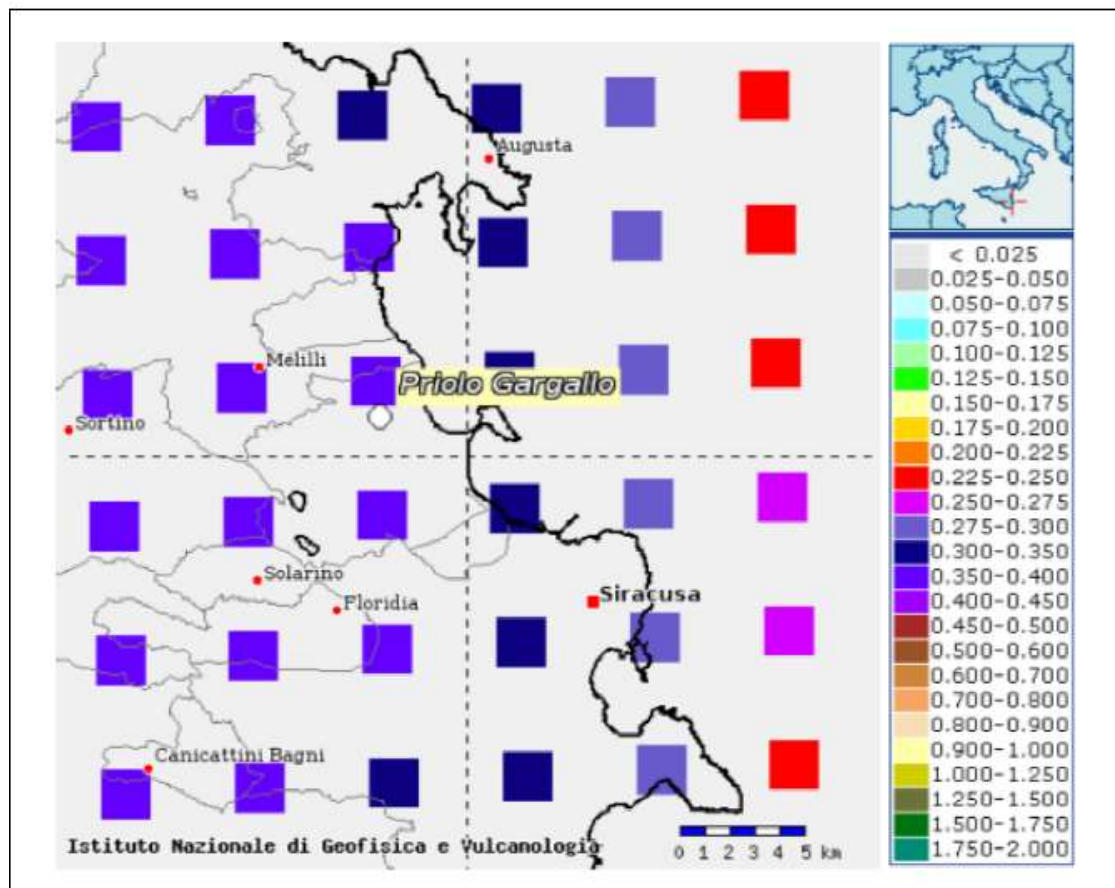 Augusta
Melilli
Priolo Gargallo
Sortino
Solarino
Floridia
Siracusa
Canicattini Bagni
Istituto Nazionale di Geofisica e Vulcanologia
0 1 2 3 4 5 km
< 0.025
0.025-0.050
0.050-0.075
0.075-0.100
0.100-0.125
0.125-0.150
0.150-0.175
0.175-0.200
0.200-0.225
0.225-0.250
0.250-0.275
0.275-0.300
0.300-0.350
0.350-0.400
0.400-0.450
0.450-0.500
0.500-0.600
0.600-0.700
0.700-0.800
0.800-0.900
0.900-1.000
1.000-1.250
1.250-1.500
1.500-1.750
1.750-2.000